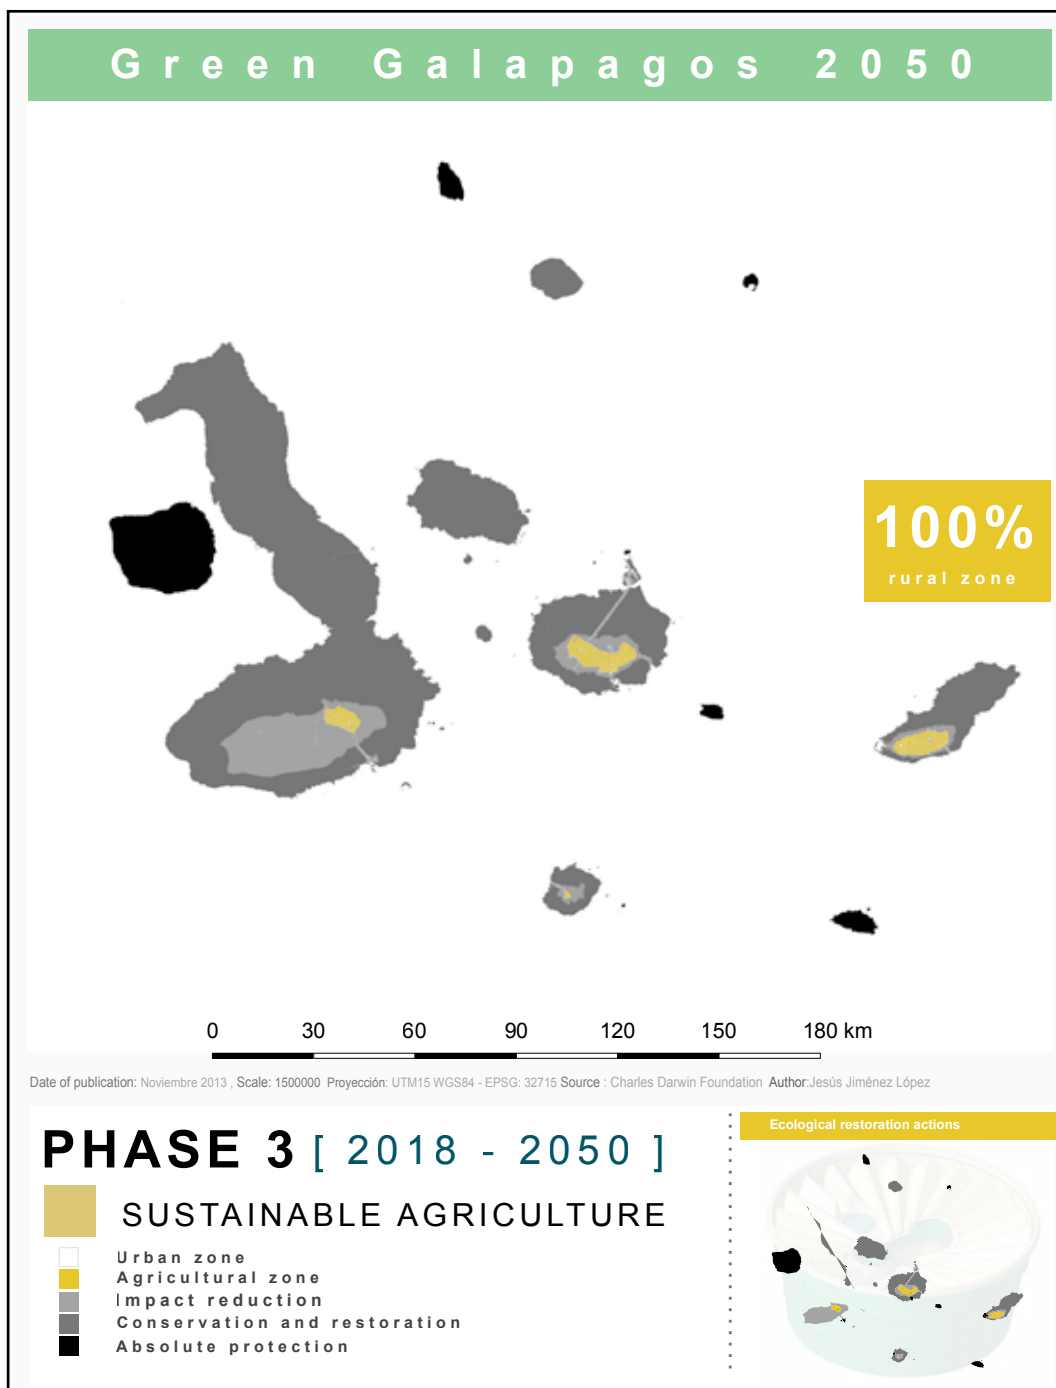 Green Galapagos 2050
100%
rural zone
0 30 60 90 120 150 180 km
Date of publication: Noviembre 2013 , Scale: 1500000 Proyección: UTM15 WGS84 - EPSG: 32715 Source : Charles Darwin Foundation Author:Jesús Jiménez López
PHASE 3 [ 2018 - 2050 ]
SUSTAINABLE AGRICULTURE
Urban zone
Agricultural zone
Impact reduction
Conservation and restoration
Absolute protection
Ecological restoration actions